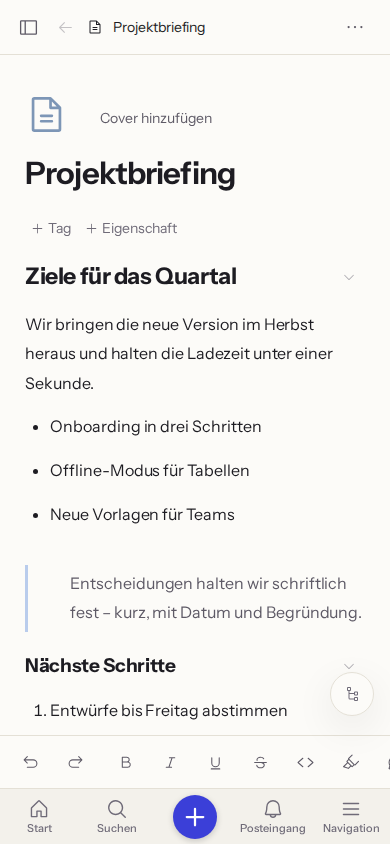 Projektbriefing
Cover hinzufügen
Projektbriefing
+ Tag + Eigenschaft
Ziele für das Quartal
Wir bringen die neue Version im Herbst
heraus und halten die Ladezeit unter einer
Sekunde.
• Onboarding in drei Schritten
• Offline-Modus für Tabellen
• Neue Vorlagen für Teams
Entscheidungen halten wir schriftlich
fest – kurz, mit Datum und Begründung.
Nächste Schritte
1. Entwürfe bis Freitag abstimmen
B I U S
Start Suchen Posteingang Navigation